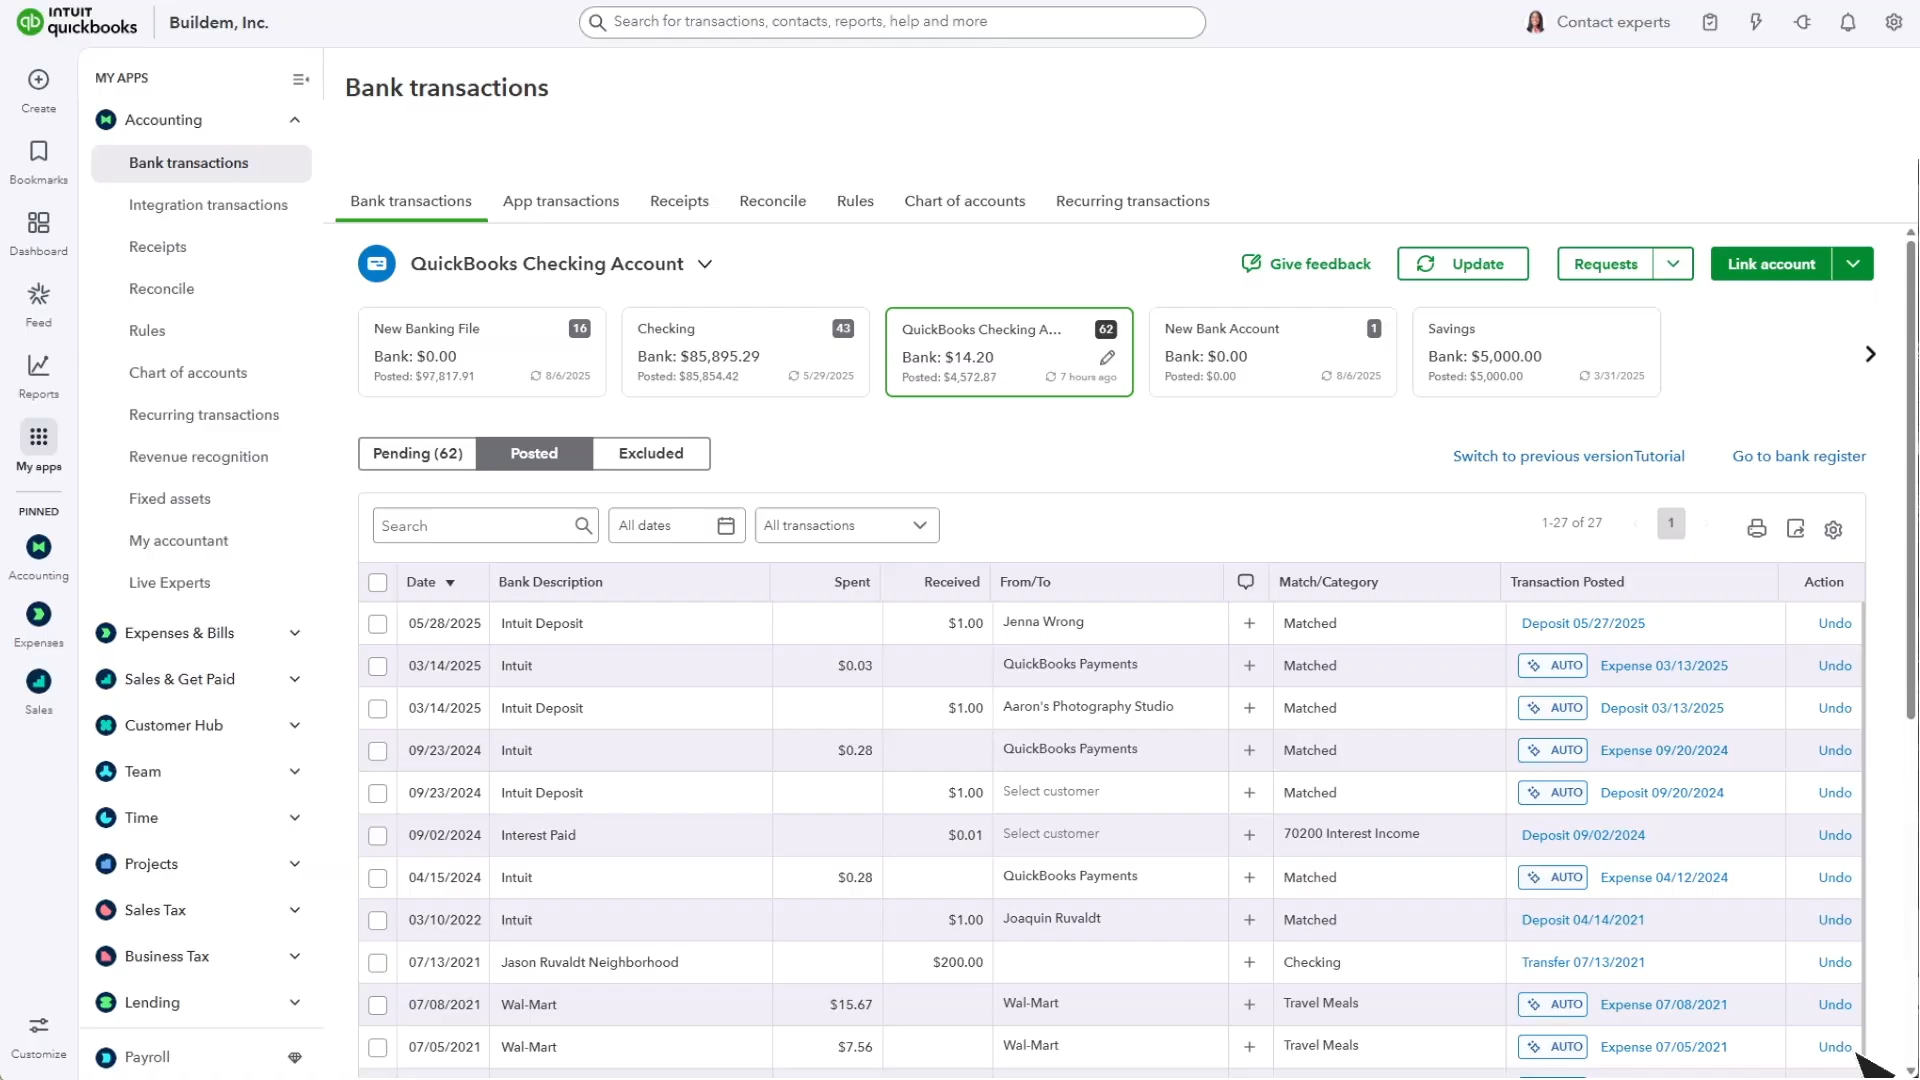 INTUIT
quickbooks
Buildem, Inc.
Search for transactions, contacts, reports, help and more
Contact experts
Create
Bookmarks
Dashboard
Feed
Reports
My apps
PINNED
Accounting
Expenses
Sales
Customize
MY APPS
Accounting
Bank transactions
Integration transactions
Receipts
Reconcile
Rules
Chart of accounts
Recurring transactions
Revenue recognition
Fixed assets
My accountant
Live Experts
Expenses & Bills
Sales & Get Paid
Customer Hub
Team
Time
Projects
Sales Tax
Business Tax
Lending
Payroll
Bank transactions
Bank transactions App transactions Receipts Reconcile Rules Chart of accounts Recurring transactions
QuickBooks Checking Account
Give feedback Update Requests Link account
New Banking File 16
Bank: $0.00
Posted: $97,817.91 8/6/2025
Checking 43
Bank: $85,895.29
Posted: $85,854.42 5/29/2025
QuickBooks Checking A... 62
Bank: $14.20
Posted: $4,572.87 7 hours ago
New Bank Account 1
Bank: $0.00
Posted: $0.00 8/6/2025
Savings
Bank: $5,000.00
Posted: $5,000.00 3/31/2025
Pending (62) Posted Excluded
Switch to previous versionTutorial Go to bank register
Search All dates All transactions 1-27 of 27 1
Date Bank Description Spent Received From/To Match/Category Transaction Posted Action
05/28/2025 Intuit Deposit $1.00 Jenna Wrong + Matched Deposit 05/27/2025 Undo
03/14/2025 Intuit $0.03 QuickBooks Payments + Matched AUTO Expense 03/13/2025 Undo
03/14/2025 Intuit Deposit $1.00 Aaron's Photography Studio + Matched AUTO Deposit 03/13/2025 Undo
09/23/2024 Intuit $0.28 QuickBooks Payments + Matched AUTO Expense 09/20/2024 Undo
09/23/2024 Intuit Deposit $1.00 Select customer + Matched AUTO Deposit 09/20/2024 Undo
09/02/2024 Interest Paid $0.01 Select customer + 70200 Interest Income Deposit 09/02/2024 Undo
04/15/2024 Intuit $0.28 QuickBooks Payments + Matched AUTO Expense 04/12/2024 Undo
03/10/2022 Intuit $1.00 Joaquin Ruvaldt + Matched Deposit 04/14/2021 Undo
07/13/2021 Jason Ruvaldt Neighborhood $200.00 + Checking Transfer 07/13/2021 Undo
07/08/2021 Wal-Mart $15.67 Wal-Mart + Travel Meals AUTO Expense 07/08/2021 Undo
07/05/2021 Wal-Mart $7.56 Wal-Mart + Travel Meals AUTO Expense 07/05/2021 Undo